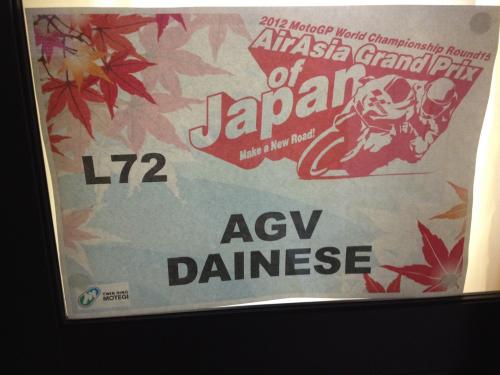 2012 MotoGP World Championship Round15
AirAsia Grand Prix
of
Japan
Make a New Road!
L72
AGV
DAINESE
TWIN RING
MOTEGI